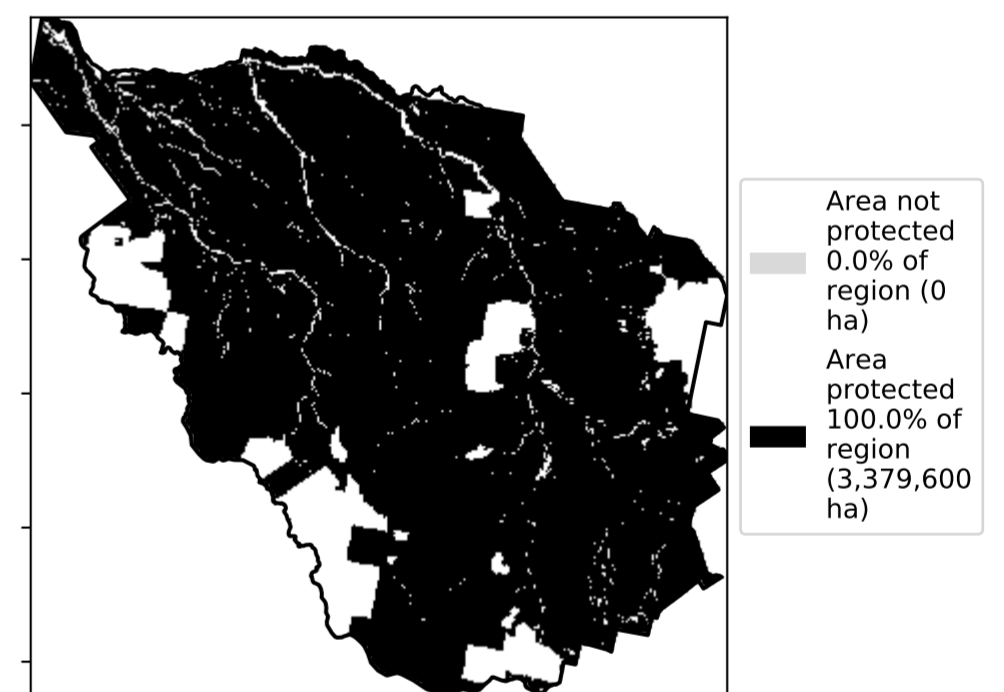 Area not
protected
0.0% of
region (0
ha)
Area
protected
100.0% of
region
(3,379,600
ha)